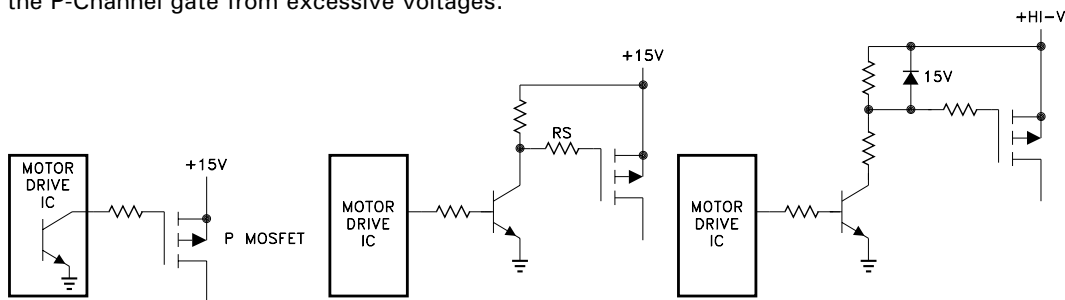 the P-Channel gate from excessive voltages.
+HI-V
+15V
15V
RS
+15V
MOTOR
DRIVE
IC
P MOSFET
MOTOR
DRIVE
IC
MOTOR
DRIVE
IC